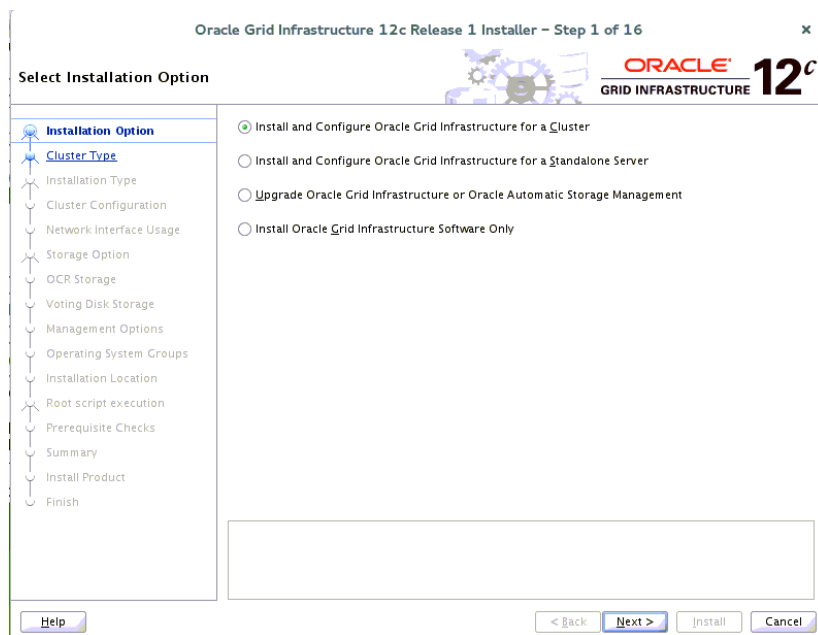 Oracle Grid Infrastructure 12c Release 1 Installer – Step 1 of 16
Select Installation Option
ORACLE
GRID INFRASTRUCTURE
12c
Installation Option
Cluster Type
Installation Type
Cluster Configuration
Network Interface Usage
Storage Option
OCR Storage
Voting Disk Storage
Management Options
Operating System Groups
Installation Location
Root script execution
Prerequisite Checks
Summary
Install Product
Finish
Install and Configure Oracle Grid Infrastructure for a Cluster
Install and Configure Oracle Grid Infrastructure for a Standalone Server
Upgrade Oracle Grid Infrastructure or Oracle Automatic Storage Management
Install Oracle Grid Infrastructure Software Only
Help
< Back
Next >
Install
Cancel